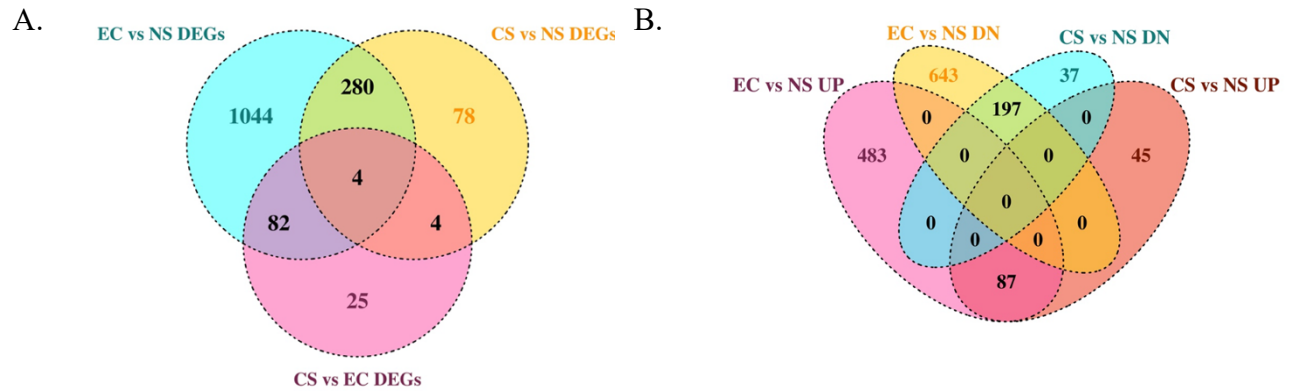 A.
EC vs NS DEGs
CS vs NS DEGs
280
1044
78
4
82
4
25
CS vs EC DEGs
B.
EC vs NS DN
CS vs NS DN
EC vs NS UP
CS vs NS UP
643
37
0
197
0
483
0
0
45
0
0
0
0
0
87